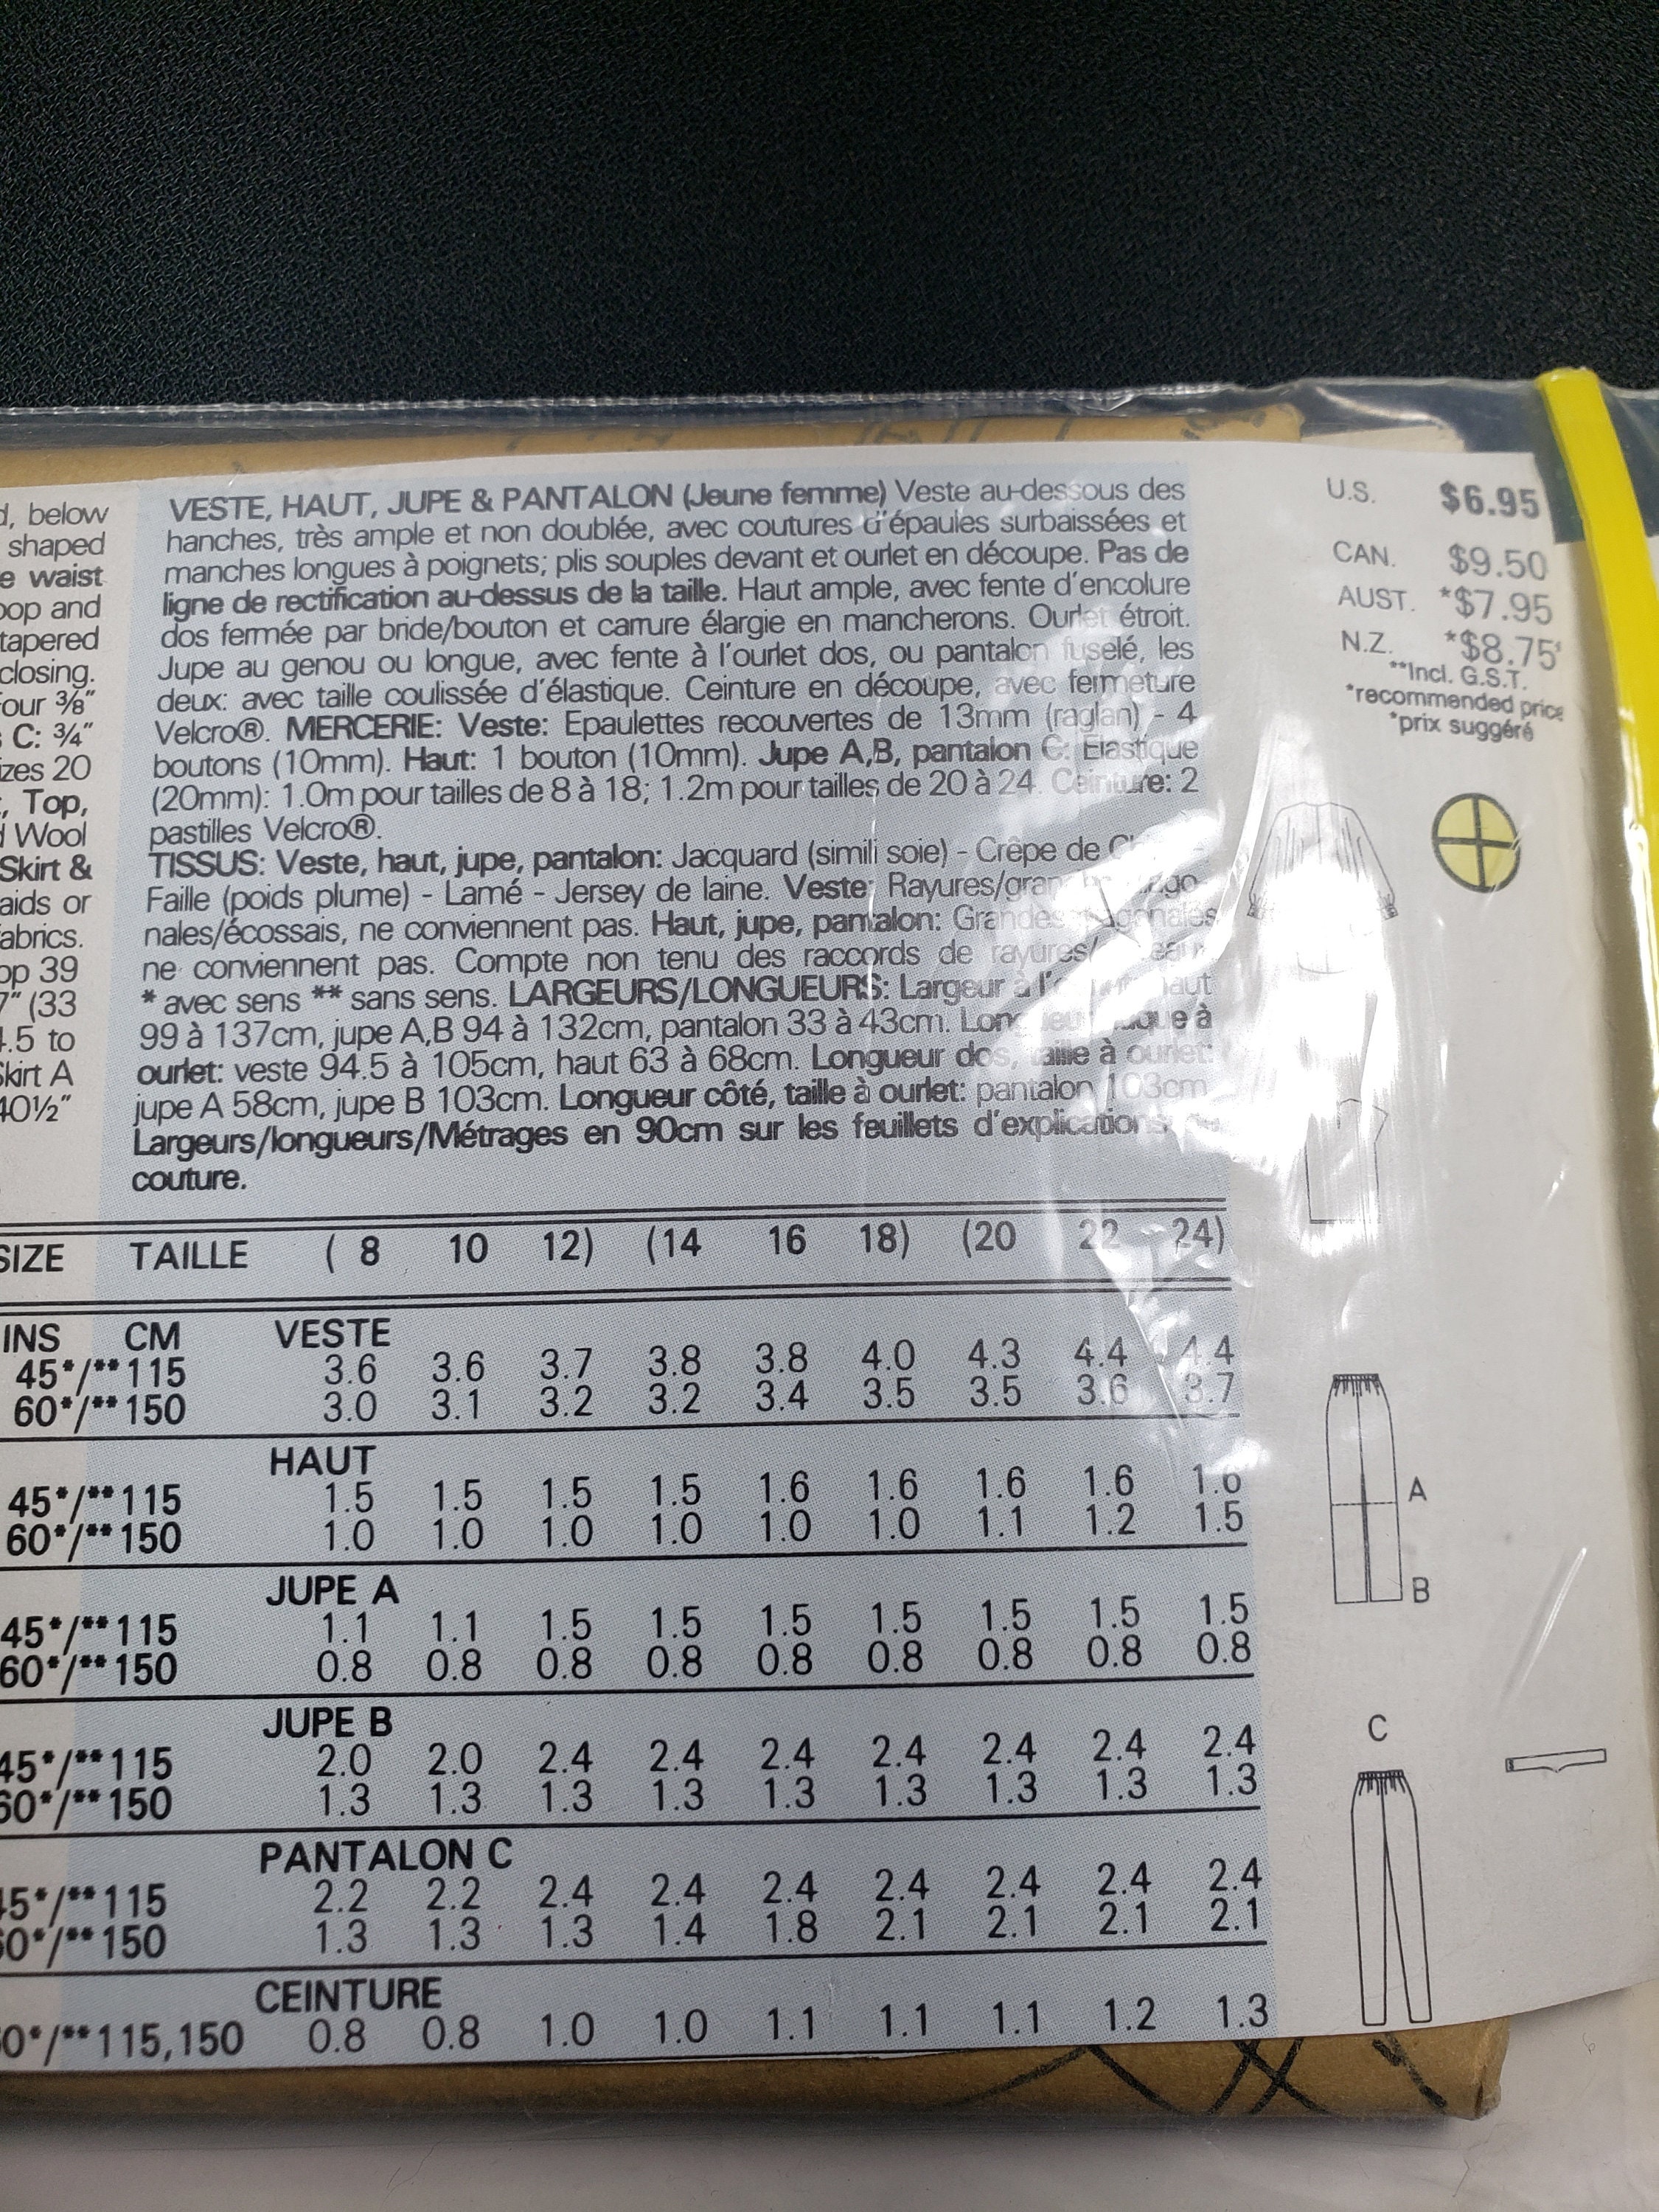 d, below
shaped
e waist
oop and
tapered
closing.
our 3/8"
C: 3/4"
izes 20
, Top,
Wool
Skirt &
aids or
abrics.
op 39
7" (33
4.5 to
Skirt A
40½"
VESTE, HAUT, JUPE & PANTALON (Jeune femme) Veste au-dessous des
hanches, très ample et non doublée, avec coutures d'épaules surbaissées et
manches longues à poignets; plis souples devant et ourlet en découpe. Pas de
ligne de rectification au-dessus de la taille. Haut ample, avec fente d'encolure
dos fermée par bride/bouton et carrure élargie en mancherons. Ourlet étroit.
Jupe au genou ou longue, avec fente à l'ourlet dos, ou pantalon fuselé, les
deux: avec taille coulissée d'élastique. Ceinture en découpe, avec fermeture
Velcro®. MERCERIE: Veste: Epaulettes recouvertes de 13mm (raglan) - 4
boutons (10mm). Haut: 1 bouton (10mm). Jupe A,B, pantalon C: Elastique
(20mm): 1.0m pour tailles de 8 à 18; 1.2m pour tailles de 20 à 24. Ceinture: 2
pastilles Velcro®.
TISSUS: Veste, haut, jupe, pantalon: Jacquard (simili soie) - Crêpe de
Faille (poids plume) - Lamé - Jersey de laine. Veste: Rayures/
nales/écossais, ne conviennent pas. Haut, jupe, pantalon: Grandes diagonales
ne conviennent pas. Compte non tenu des raccords de rayures/
* avec sens ** sans sens. LARGEURS/LONGUEURS: Largeur à haut
99 à 137cm, jupe A,B 94 à 132cm, pantalon 33 à 43cm. à
ourlet: veste 94.5 à 105cm, haut 63 à 68cm. Longueur dos, taille à ourlet:
jupe A 58cm, jupe B 103cm. Longueur côté, taille à ourlet: pantalon 103cm.
Largeurs/longueurs/Métrages en 90cm sur les feuillets d'explications
couture.
U.S. $6.95
CAN. $9.50
AUST. *$7.95
N.Z. *$8.75*
**Incl. G.S.T.
*recommended price
*prix suggéré
SIZE TAILLE ( 8 10 12) (14 16 18) (20 22 24)
INS CM VESTE
45*/**115 3.6 3.6 3.7 3.8 3.8 4.0 4.3 4.4 4.4
60*/**150 3.0 3.1 3.2 3.2 3.4 3.5 3.5 3.6 3.7
HAUT
45*/**115 1.5 1.5 1.5 1.5 1.6 1.6 1.6 1.6 1.6
60*/**150 1.0 1.0 1.0 1.0 1.0 1.0 1.1 1.2 1.5
JUPE A
45*/**115 1.1 1.1 1.5 1.5 1.5 1.5 1.5 1.5 1.5
60*/**150 0.8 0.8 0.8 0.8 0.8 0.8 0.8 0.8 0.8
JUPE B
45*/**115 2.0 2.0 2.4 2.4 2.4 2.4 2.4 2.4 2.4
60*/**150 1.3 1.3 1.3 1.3 1.3 1.3 1.3 1.3 1.3
PANTALON C
45*/**115 2.2 2.2 2.4 2.4 2.4 2.4 2.4 2.4 2.4
60*/**150 1.3 1.3 1.3 1.4 1.8 2.1 2.1 2.1 2.1
CEINTURE
0*/**115,150 0.8 0.8 1.0 1.0 1.1 1.1 1.1 1.2 1.3
A
B
C